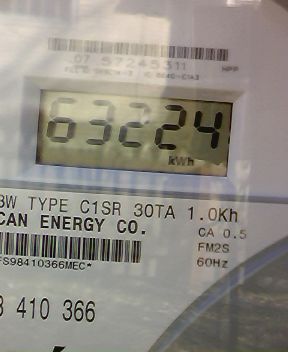 07 57245311
63224
kWh
3W TYPE C1SR 30TA 1.0Kh
CAN ENERGY CO.
CA 0.5
FM2S
60Hz
FS98410366MEC*
8 410 366